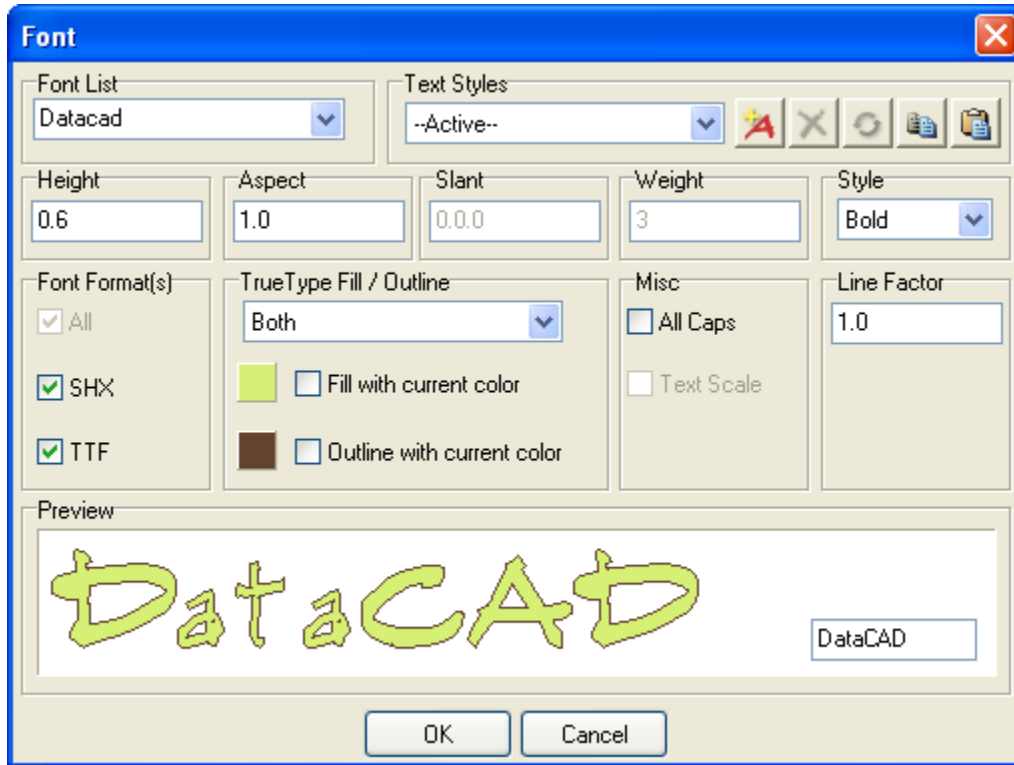 Font
Font List
Text Styles
Datacad
--Active--
Height
Aspect
Slant
Weight
Style
0.6
1.0
0.0.0
3
Bold
Font Format(s)
TrueType Fill / Outline
Misc
Line Factor
All
Both
All Caps
1.0
SHX
Fill with current color
Text Scale
TTF
Outline with current color
Preview
DataCAD
DataCAD
OK
Cancel